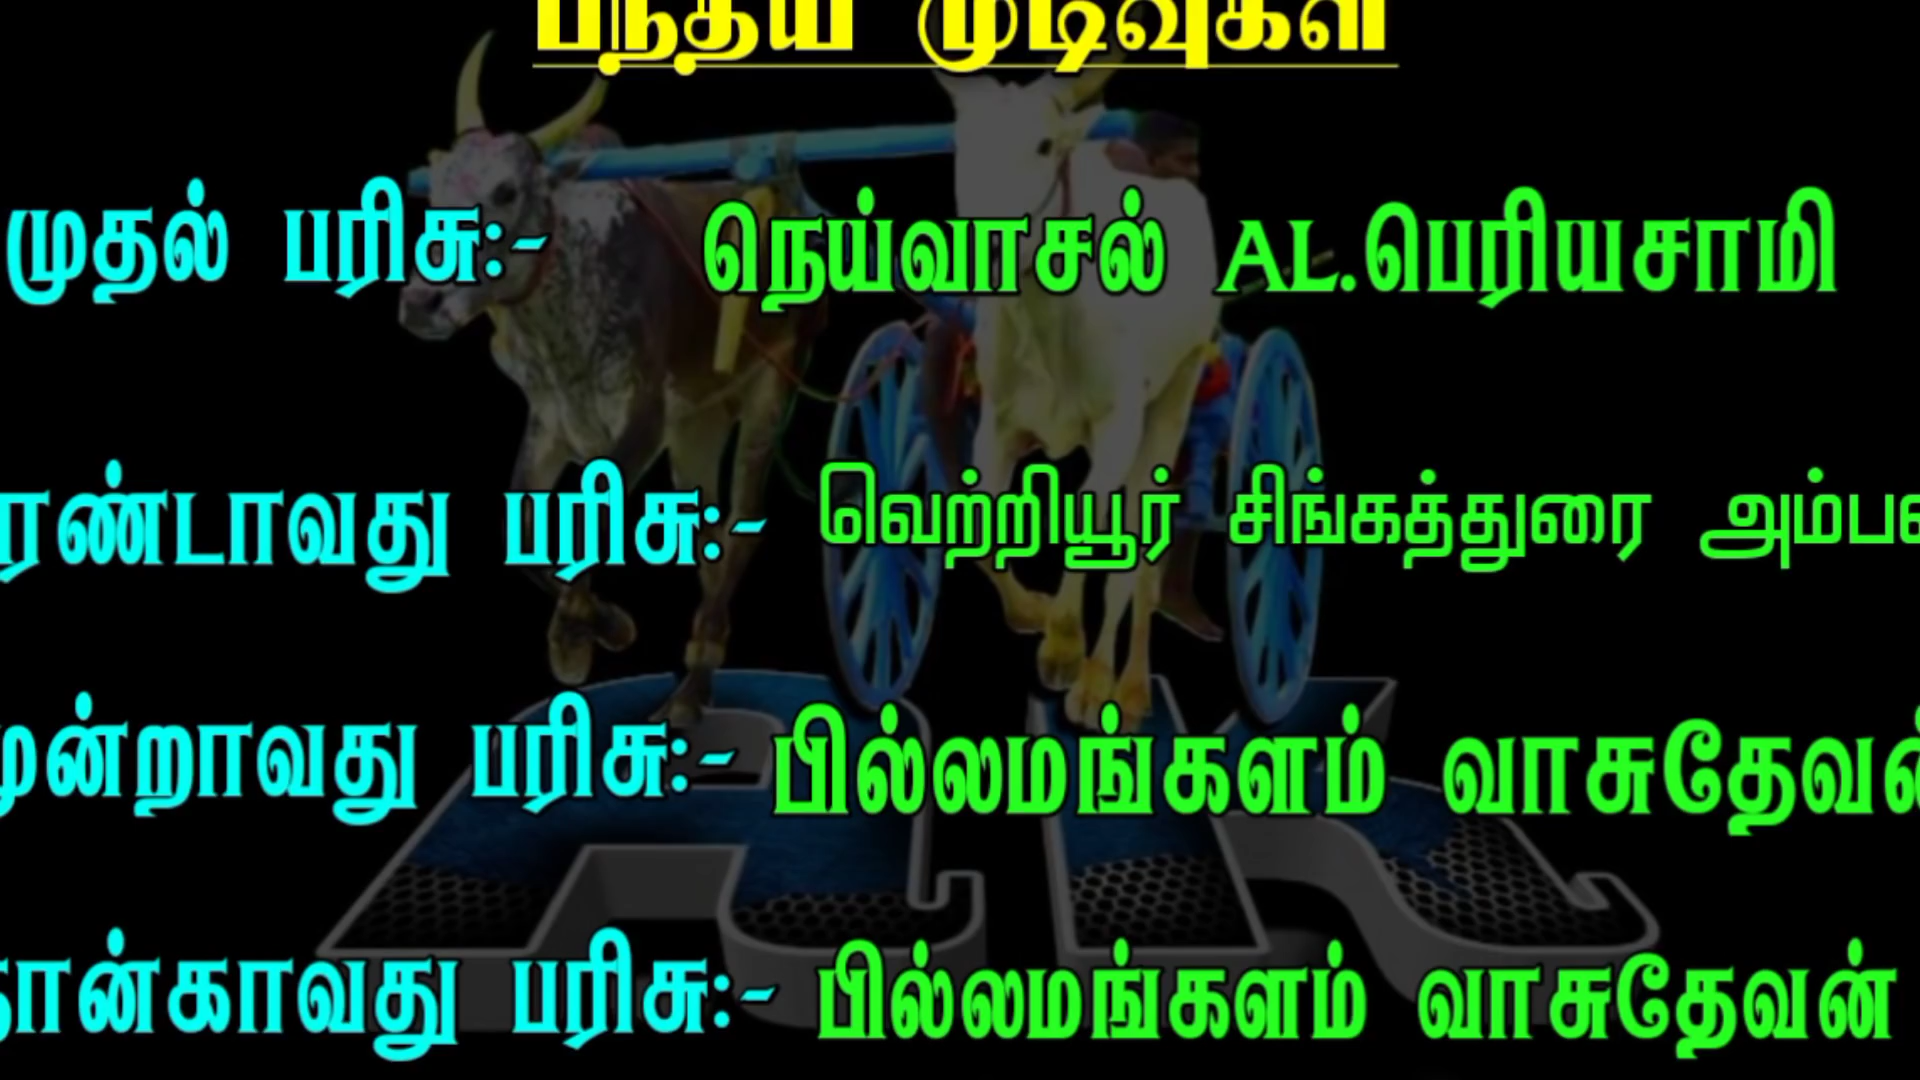 பந்தய முடிவுகள்
முதல் பரிசு:- நெய்வாசல் AL.பெரியசாமி
ரண்டாவது பரிசு:- வெற்றியூர் சிங்கத்துரை
மூன்றாவது பரிசு:- பில்லமங்களம் வாசுதேவன்
நான்காவது பரிசு:- பில்லமங்களம் வாசுதேவன்
AK